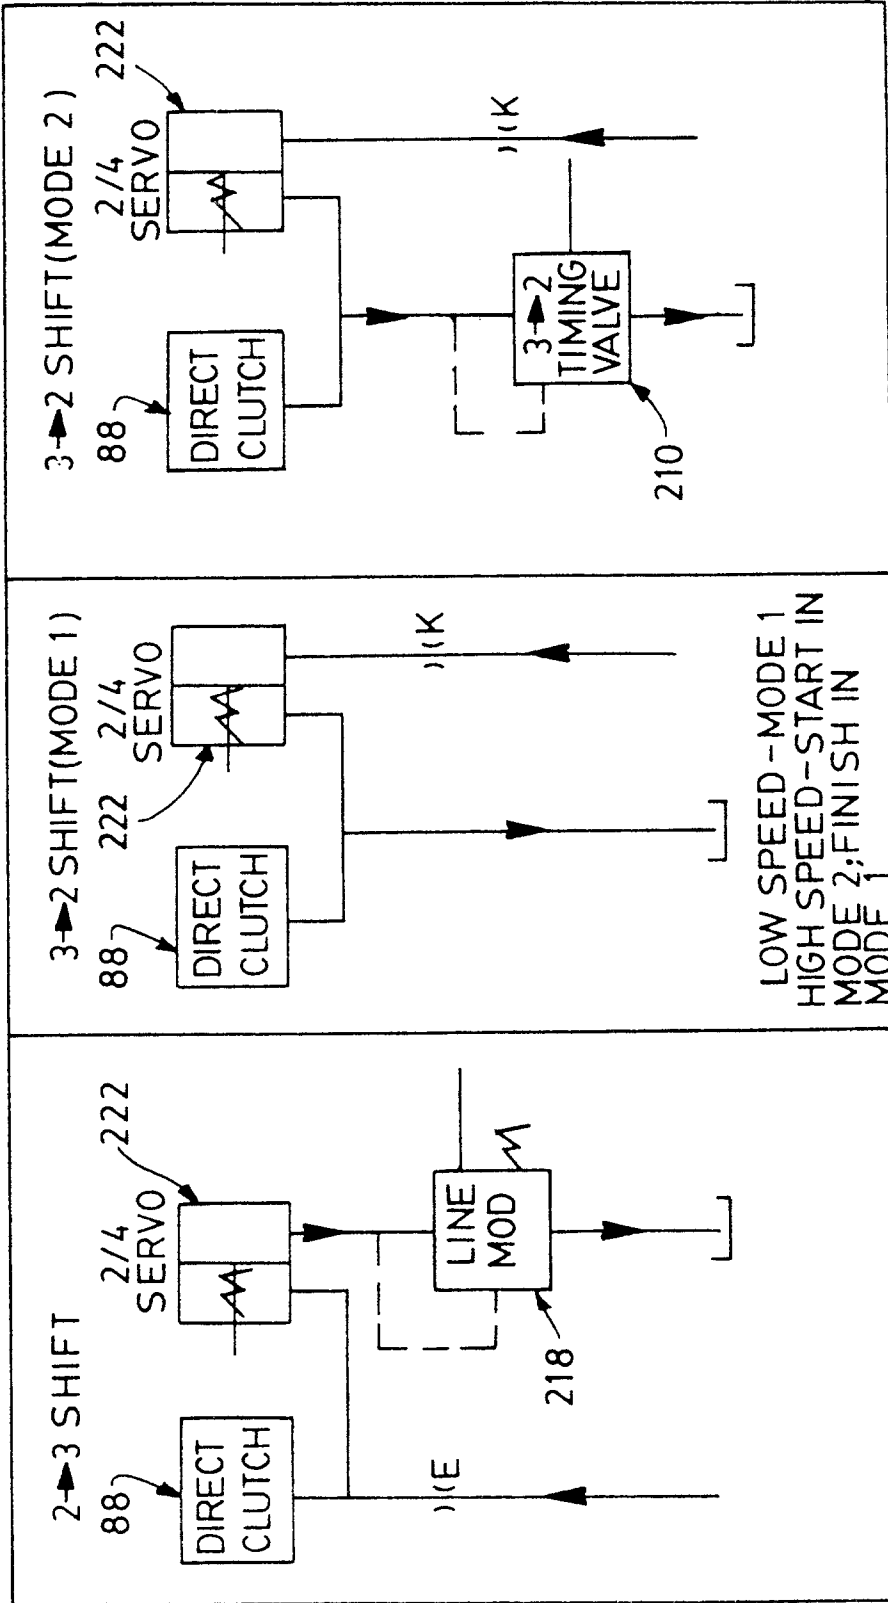 2→3 SHIFT
88
222
2/4
SERVO
DIRECT
CLUTCH
)(E
LINE
MOD
218
3→2 SHIFT(MODE 1)
88
222
2/4
SERVO
DIRECT
CLUTCH
)(K
LOW SPEED-MODE 1
HIGH SPEED-START IN
MODE 2;FINISH IN
MODE 1
3→2 SHIFT(MODE 2)
88
222
2/4
SERVO
DIRECT
CLUTCH
)(K
3→2
TIMING
VALVE
210